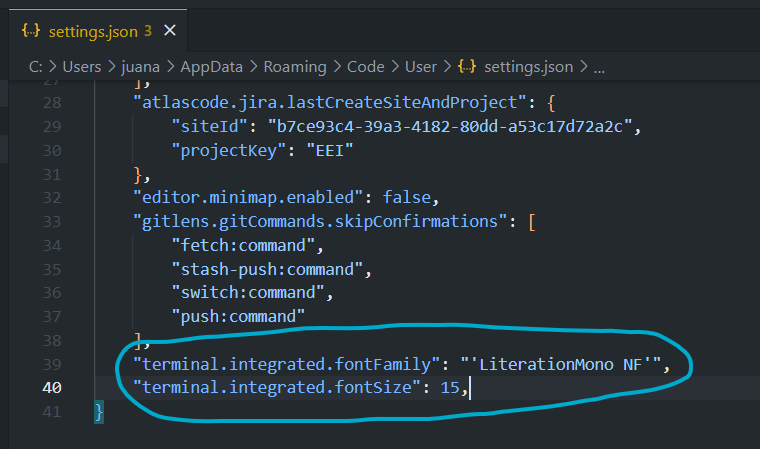 settings.json 3
C: > Users > juana > AppData > Roaming > Code > User > settings.json > ...
27 ],
28 "atlascode.jira.lastCreateSiteAndProject": {
29 "siteId": "b7ce93c4-39a3-4182-80dd-a53c17d72a2c",
30 "projectKey": "EEI"
31 },
32 "editor.minimap.enabled": false,
33 "gitlens.gitCommands.skipConfirmations": [
34 "fetch:command",
35 "stash-push:command",
36 "switch:command",
37 "push:command"
38 ],
39 "terminal.integrated.fontFamily": "'LiterationMono NF'",
40 "terminal.integrated.fontSize": 15,
41 }